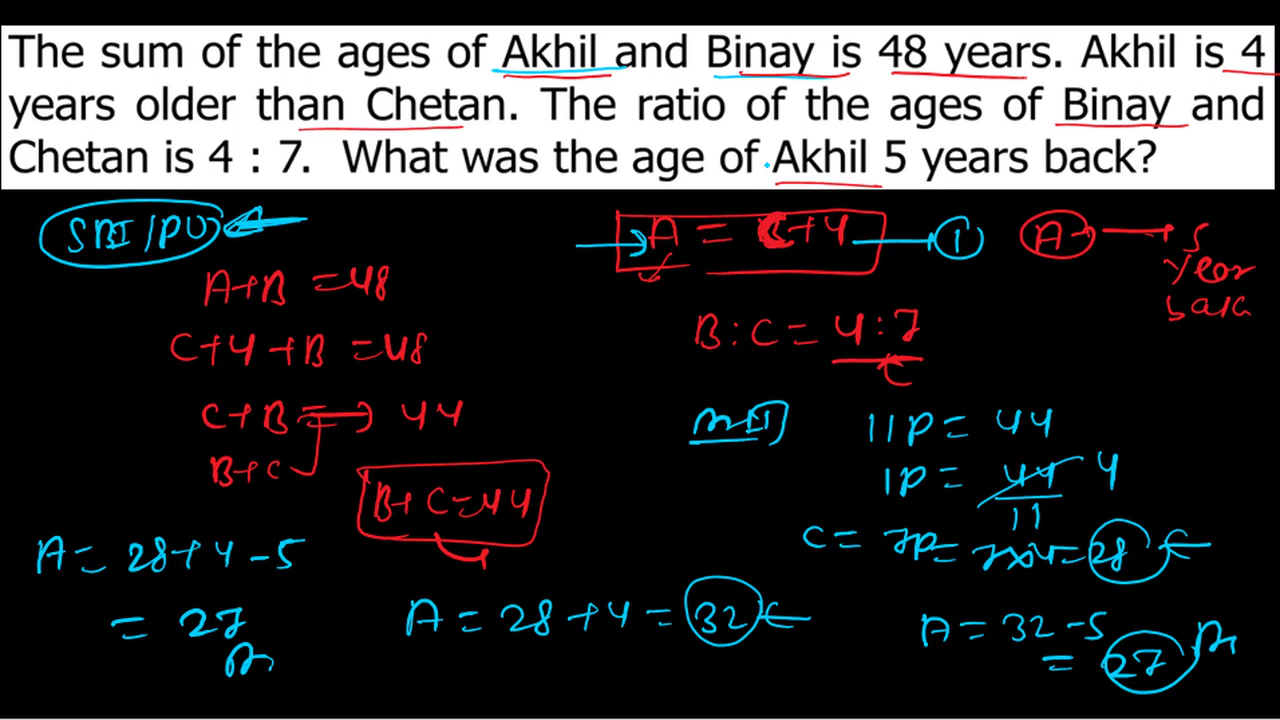 The sum of the ages of Akhil and Binay is 48 years. Akhil is 4
years older than Chetan. The ratio of the ages of Binay and
Chetan is 4 : 7. What was the age of Akhil 5 years back?
SBI/PO
A = C+4
1
A
5
year
back
A+B = 48
B : C = 4 : 7
C
C+4+B = 48
C+B = 44
B+C
B+C = 44
11P = 44
1P = 44/11 4
C = 7P = 7x4 = 28
A = 28+4-5
= 27
A = 28+4 = 32
A = 32-5
= 27